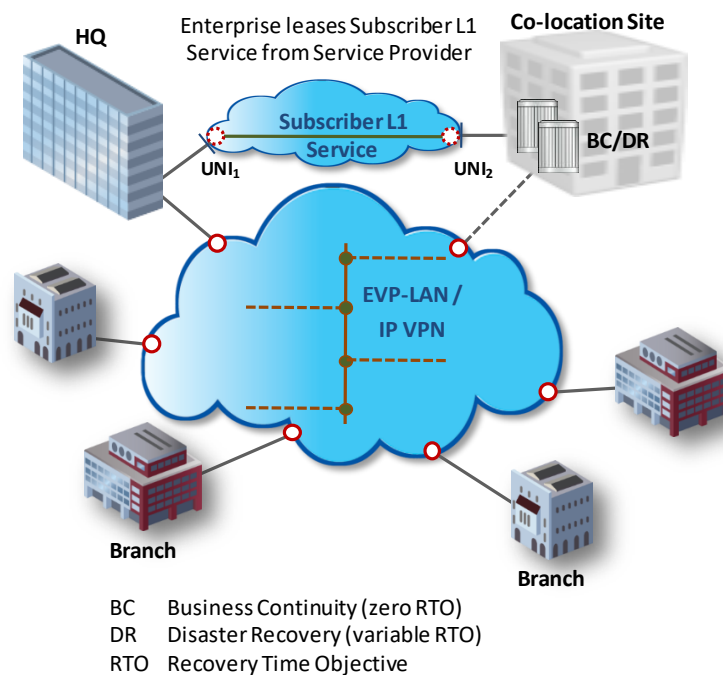 HQ
Enterprise leases Subscriber L1
Service from Service Provider
Co-location Site
Subscriber L1
Service
BC/DR
UNI₁
UNI₂
EVP-LAN /
IP VPN
Branch
Branch
BC Business Continuity (zero RTO)
DR Disaster Recovery (variable RTO)
RTO Recovery Time Objective